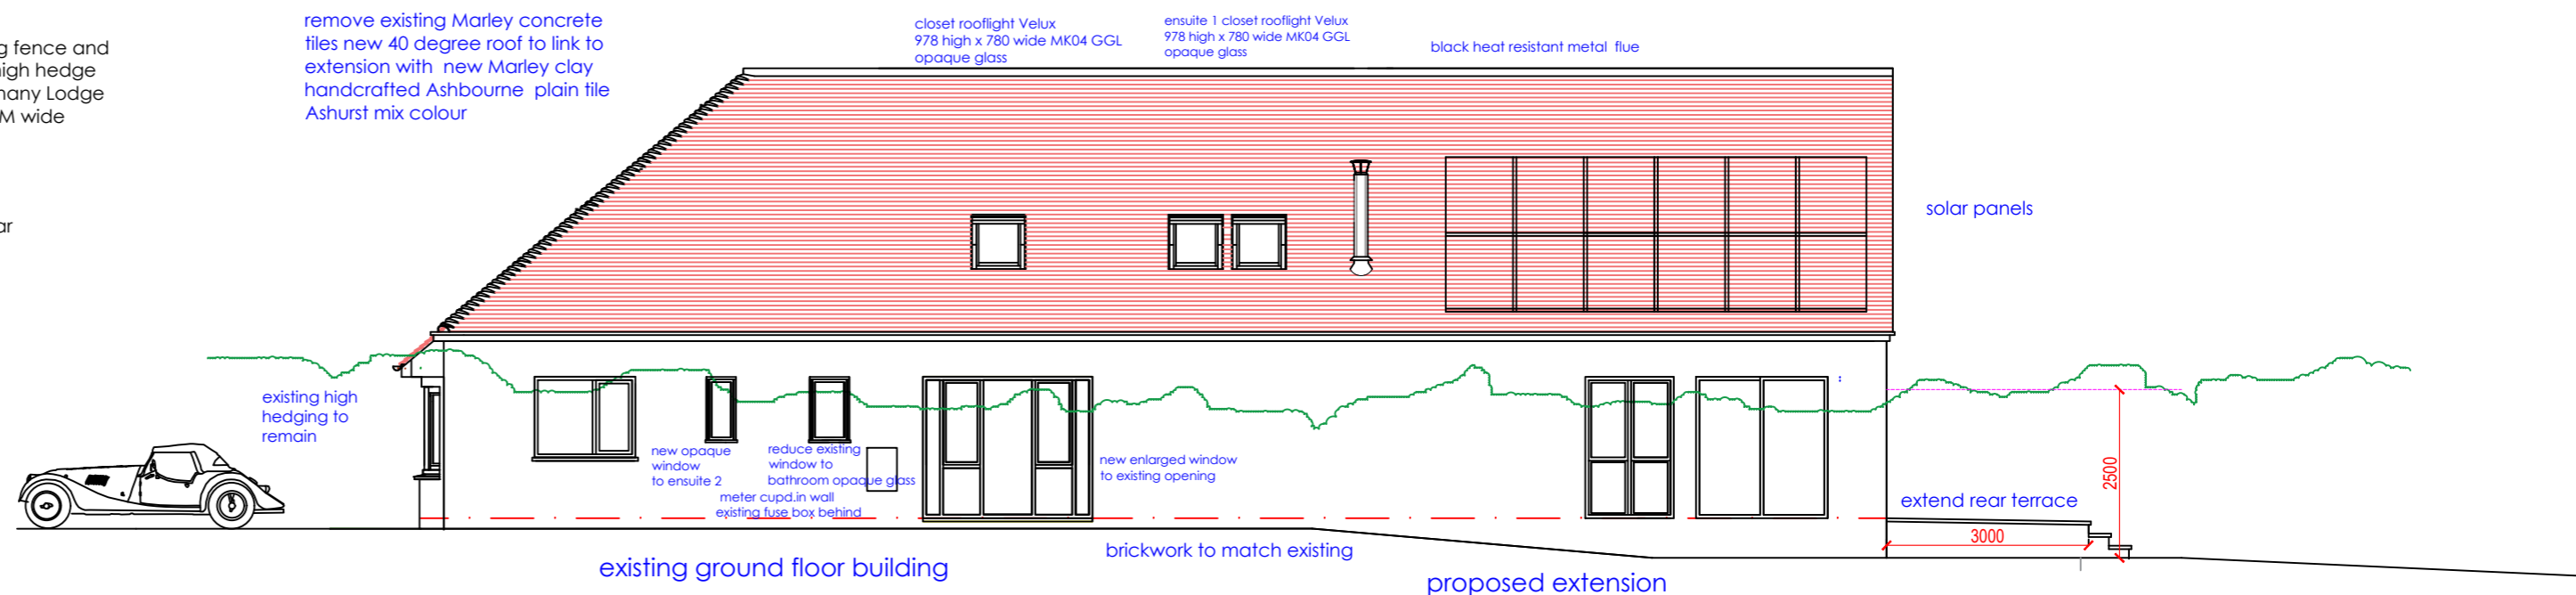 g fence and
high hedge
hany Lodge
M wide
ar
remove existing Marley concrete
tiles new 40 degree roof to link to
extension with new Marley clay
handcrafted Ashbourne plain tile
Ashurst mix colour
closet rooflight Velux
978 high x 780 wide MK04 GGL
opaque glass
ensuite 1 closet rooflight Velux
978 high x 780 wide MK04 GGL
opaque glass
black heat resistant metal flue
solar panels
existing high
hedging to
remain
new opaque
window
to ensuite 2
reduce existing
window to
bathroom opaque glass
meter cupd.in wall
existing fuse box behind
new enlarged window
to existing opening
extend rear terrace
2500
3000
brickwork to match existing
existing ground floor building
proposed extension